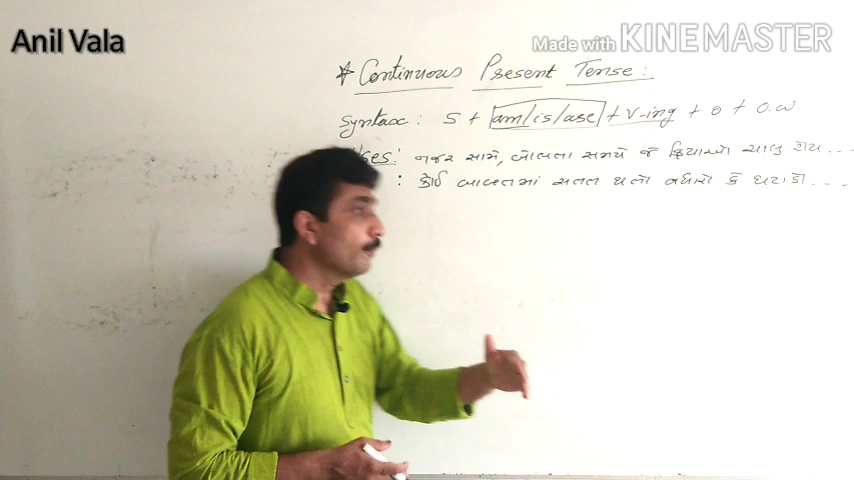 Anil Vala
Made with KINEMASTER
* Continuous Present Tense :
Syntax : S + am/is/are + V-ing + O + O.W.
Uses : નજર સામે, બોલતા સમયે જે ક્રિયાઓ ચાલુ હોય...
: કોઈ બાબતમાં સતત થતો વધારો કે ઘટાડો....